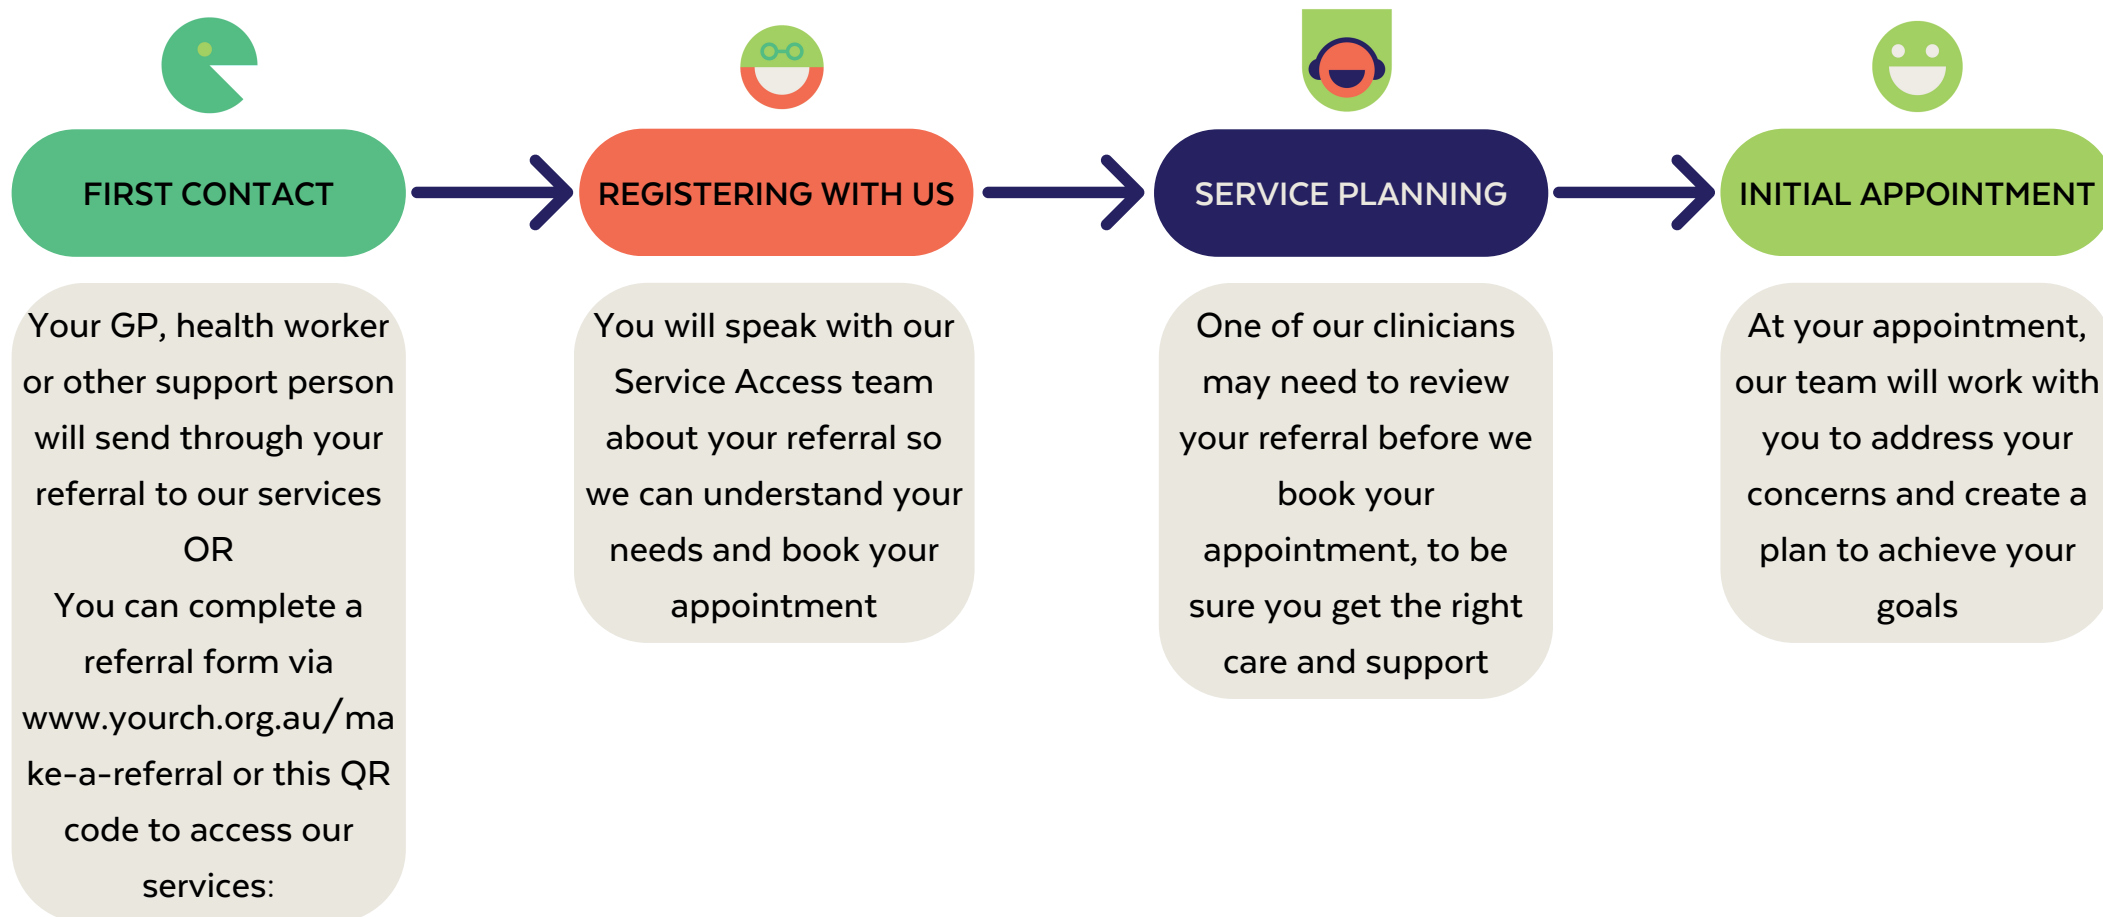 FIRST CONTACT
REGISTERING WITH US
SERVICE PLANNING
INITIAL APPOINTMENT
Your GP, health worker
or other support person
will send through your
referral to our services
OR
You can complete a
referral form via
www.yourch.org.au/ma
ke-a-referral or this QR
code to access our
services:
You will speak with our
Service Access team
about your referral so
we can understand your
needs and book your
appointment
One of our clinicians
may need to review
your referral before we
book your
appointment, to be
sure you get the right
care and support
At your appointment,
our team will work with
you to address your
concerns and create a
plan to achieve your
goals